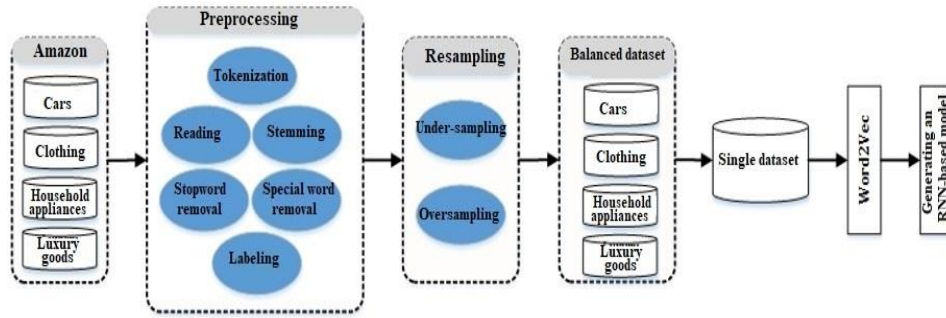 Amazon
Cars
Clothing
Household
appliances
Luxury
goods
Preprocessing
Tokenization
Reading
Stemming
Stopword
removal
Special word
removal
Labeling
Resampling
Under-sampling
Oversampling
Balanced dataset
Cars
Clothing
Household
appliances
Luxury
goods
Single dataset
Word2Vec
Generating an
RNN-based model